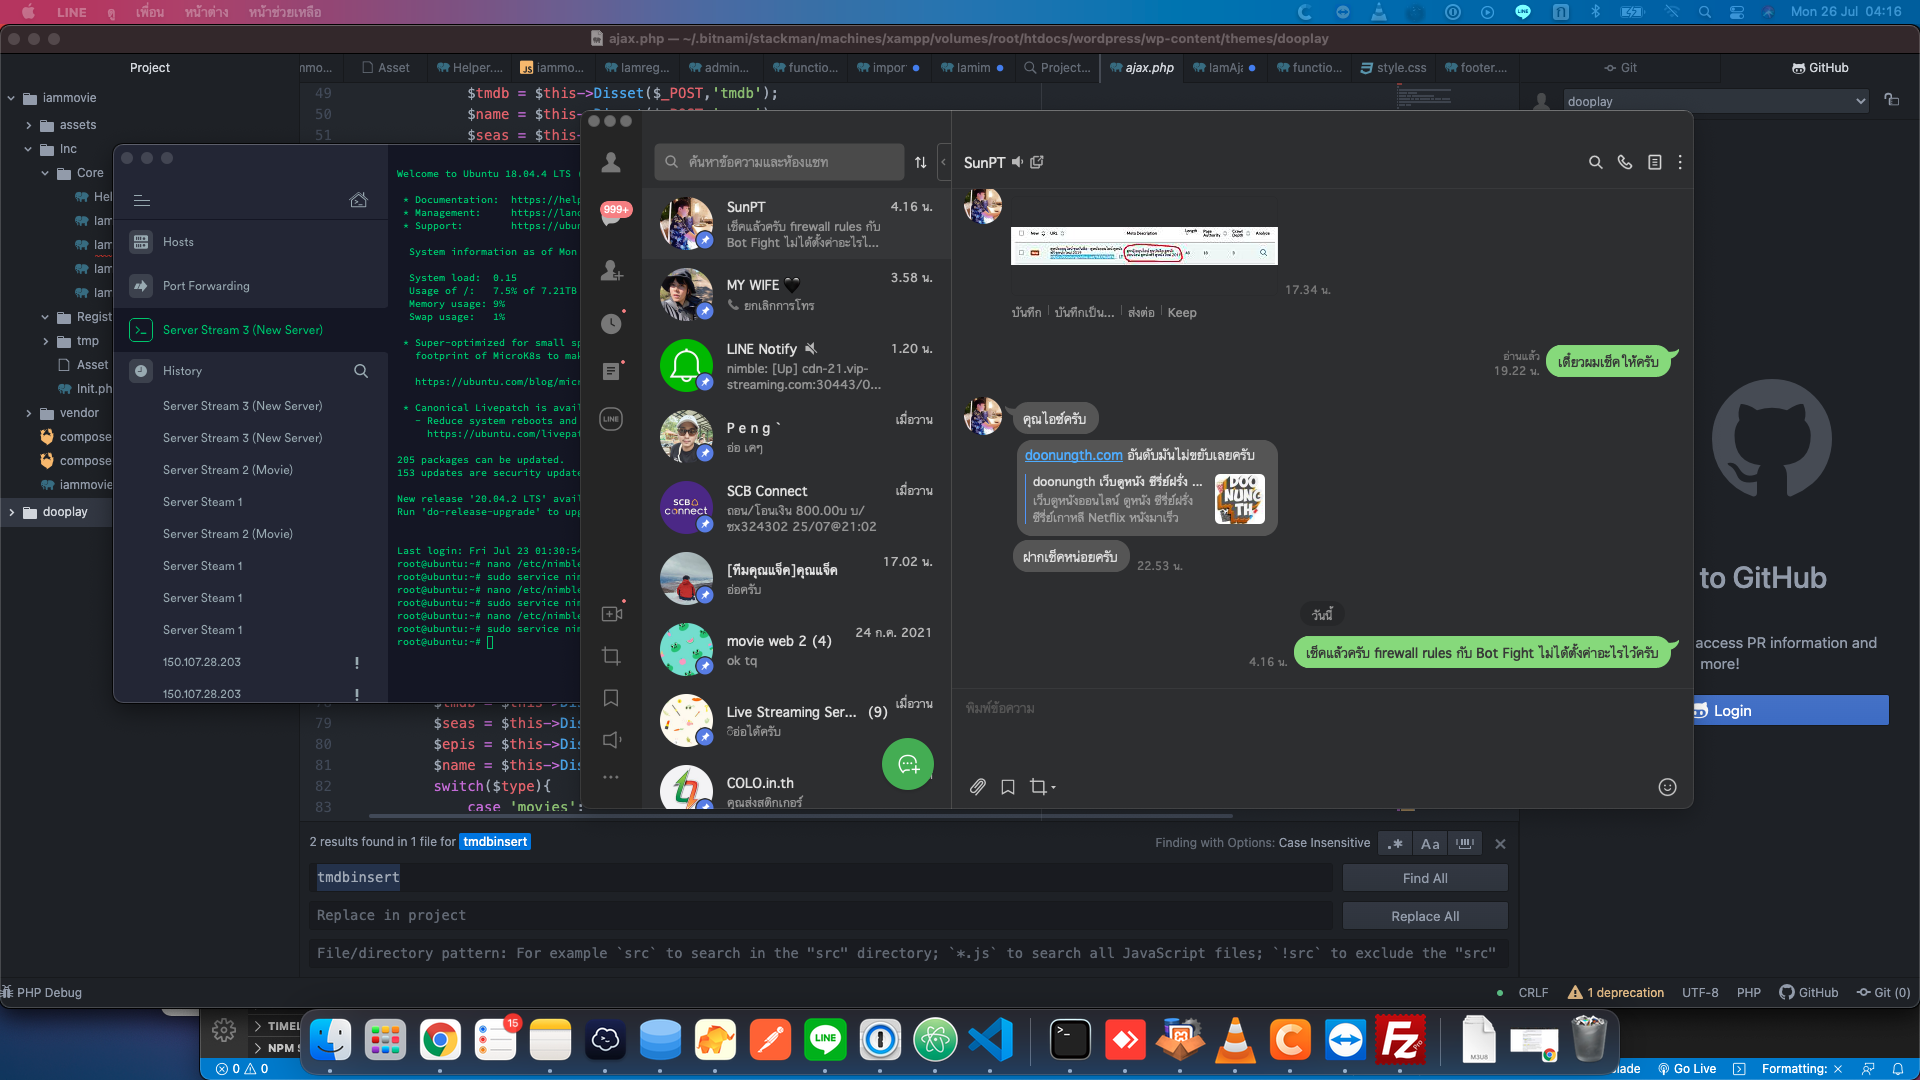 LINE ดู เพื่อน หน้าต่าง หน้าช่วยเหลือ
Mon 26 Jul 04:16
ajax.php — ~/.bitnami/stackman/machines/xampp/volumes/root/htdocs/wordpress/wp-content/themes/dooplay
Project
Asset Helper.... iammo... Iamreg... admin... functio... impor Iamim Project... ajax.php functio... style.css footer....
Git
GitHub
iammovie
assets
Inc
Core
Regist
tmp
Asset
Init.ph
vendor
compose
compose
iammovie
dooplay
49 $tmdb = $this->Disset($_POST,'tmdb');
50 $name = $this-
51 $seas = $this-
79 $seas = $this->Dis
80 $epis = $this->Dis
81 $name = $this->Dis
82 switch($type){
83 case 'movies':
Hosts
Port Forwarding
Server Stream 3 (New Server)
History
Server Stream 3 (New Server)
Server Stream 3 (New Server)
Server Stream 2 (Movie)
Server Steam 1
Server Stream 2 (Movie)
Server Steam 1
Server Steam 1
Server Steam 1
150.107.28.203 !
150.107.28.203 !
Welcome to Ubuntu 18.04.4 LTS
* Documentation: https://hel
* Management: https://lan
* Support: https://ubu
System information as of Mon
System load: 0.15
Usage of /: 7.5% of 7.21TB
Memory usage: 9%
Swap usage: 1%
* Super-optimized for small sp
footprint of MicroK8s to mak
https://ubuntu.com/blog/micr
* Canonical Livepatch is avail
- Reduce system reboots and
https://ubuntu.com/livepat
205 packages can be updated.
153 updates are security update
New release '20.04.2 LTS' avail
Run 'do-release-upgrade' to upg
Last login: Fri Jul 23 01:30:54
root@ubuntu:~# nano /etc/nimble
root@ubuntu:~# sudo service nim
root@ubuntu:~# nano /etc/nimble
root@ubuntu:~# sudo service nim
root@ubuntu:~# nano /etc/nimble
root@ubuntu:~# sudo service nim
root@ubuntu:~#
999+
LINE
ค้นหาข้อความและห้องแชท
SunPT 4.16 น.
เช็คแล้วครับ firewall rules กับ
Bot Fight ไม่ได้ตั้งค่าอะไรไ...
MY WIFE 🖤 3.58 น.
ยกเลิกการโทร
LINE Notify 1.20 น.
nimble: [Up] cdn-21.vip-
streaming.com:30443/0...
P e n g ` เมื่อวาน
อ่อ เคๆ
SCB Connect เมื่อวาน
ถอน/โอนเงิน 800.00บ บ/
ชx324302 25/07@21:02
[ทีมคุณแจ็ค]คุณแจ็ค 17.02 น.
อ่อครับ
movie web 2 (4) 24 ก.ค. 2021
ok tq
Live Streaming Ser... (9) เมื่อวาน
อ่อได้ครับ
COLO.in.th
คุณส่งสติกเกอร์
SunPT
17.34 น.
บันทึก บันทึกเป็น... ส่งต่อ Keep
อ่านแล้ว
19.22 น.
เดี๋ยวผมเช็คให้ครับ
คุณไอซ์ครับ
doonungth.com อันดับมันไม่ขยับเลยครับ
doonungth เว็บดูหนัง ซีรี่ย์ฝรั่ง ...
เว็บดูหนังออนไลน์ ดูหนัง ซีรี่ย์ฝรั่ง
ซีรี่ย์เกาหลี Netflix หนังมาเร็ว
DOO
NUNG
TH
ฝากเช็คหน่อยครับ
22.53 น.
วันนี้
4.16 น.
เช็คแล้วครับ firewall rules กับ Bot Fight ไม่ได้ตั้งค่าอะไรไว้ครับ
พิมพ์ข้อความ
dooplay
to GitHub
access PR information and
more!
Login
2 results found in 1 file for tmdbinsert
Finding with Options: Case Insensitive
.* Aa
tmdbinsert
Find All
Replace in project
Replace All
File/directory pattern: For example `src` to search in the "src" directory; `*.js` to search all JavaScript files; `!src` to exclude the "src"
PHP Debug
CRLF 1 deprecation UTF-8 PHP GitHub Git (0)
TIMEL
NPM S
15
LINE
M3U8
0 0
lade Go Live Formatting: ×